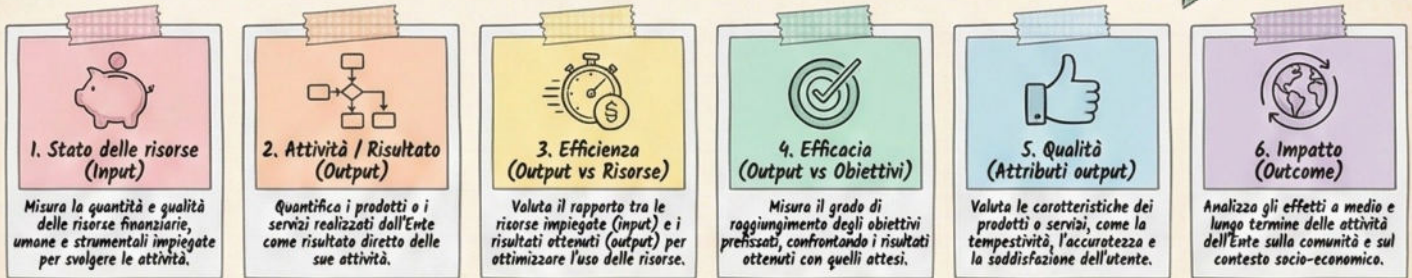 1. Stato delle risorse
(Input)
Misura la quantità e qualità
delle risorse finanziarie,
umane e strumentali impiegate
per svolgere le attività.
2. Attività / Risultato
(Output)
Quantifica i prodotti o i
servizi realizzati dall'Ente
come risultato diretto delle
sue attività.
3. Efficienza
(Output vs Risorse)
Valuta il rapporto tra le
risorse impiegate (input) e i
risultati ottenuti (output) per
ottimizzare l'uso delle risorse.
4. Efficacia
(Output vs Obiettivi)
Misura il grado di
raggiungimento degli obiettivi
prefissati, confrontando i risultati
ottenuti con quelli attesi.
5. Qualità
(Attributi output)
Valuta le caratteristiche dei
prodotti o servizi, come la
tempestività, l'accuratezza e
la soddisfazione dell'utente.
6. Impatto
(Outcome)
Analizza gli effetti a medio e
lungo termine delle attività
dell'Ente sulla comunità e sul
contesto socio-economico.
$